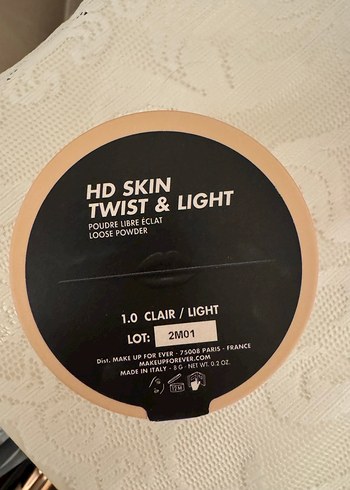 HD SKIN
TWIST & LIGHT
POUDRE LIBRE ÉCLAT
LOOSE POWDER
1.0 CLAIR / LIGHT
LOT: 2M01
Dist. MAKE UP FOR EVER - 75008 PARIS - FRANCE
MAKEUPFOREVER.COM
MADE IN ITALY - 8 G - NET WT. 0.2 OZ.
12M